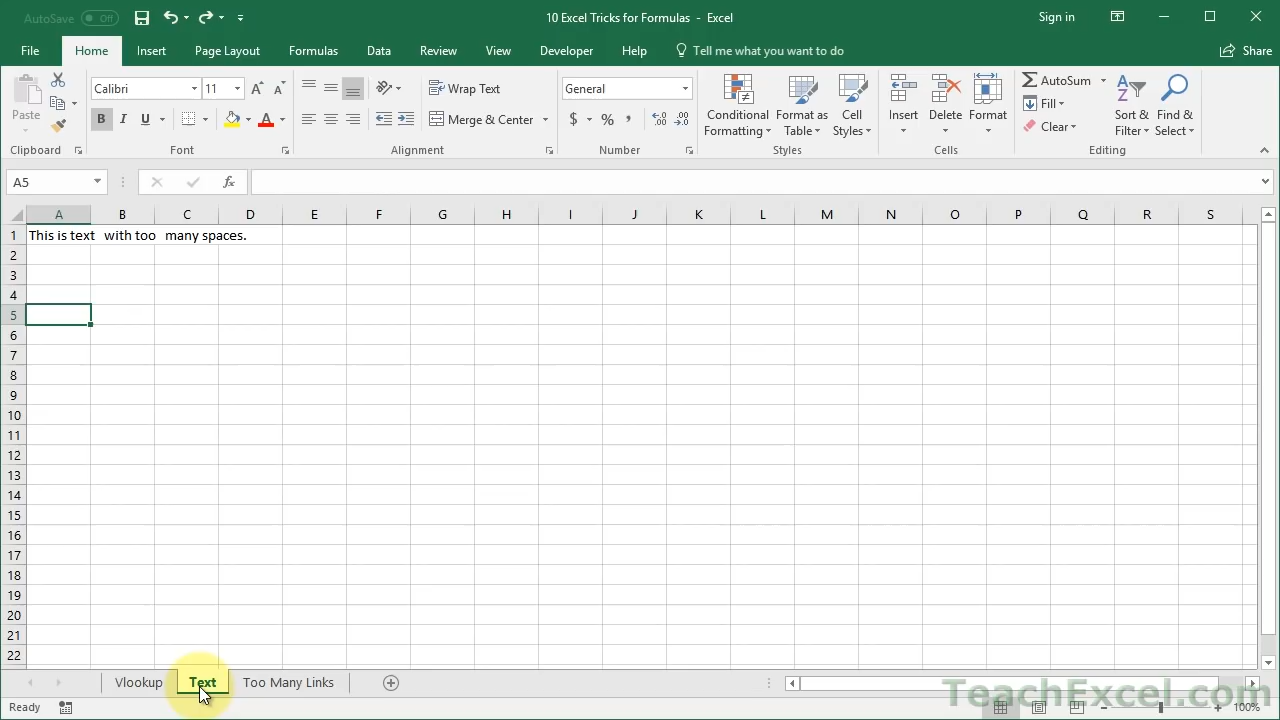 AutoSave Off 10 Excel Tricks for Formulas - Excel Sign in
File Home Insert Page Layout Formulas Data Review View Developer Help Tell me what you want to do Share
Paste
Calibri 11
B I U A
Wrap Text
Merge & Center
General
$ % ,
Conditional Formatting
Format as Table
Cell Styles
Insert Delete Format
AutoSum
Fill
Clear
Sort & Filter
Find & Select
Clipboard Font Alignment Number Styles Cells Editing
A5 fx
A B C D E F G H I J K L M N O P Q R S
1 This is text  with too  many spaces.
2
3
4
5
6
7
8
9
10
11
12
13
14
15
16
17
18
19
20
21
22
Vlookup Text Too Many Links
TeachExcel.com
Ready 100%